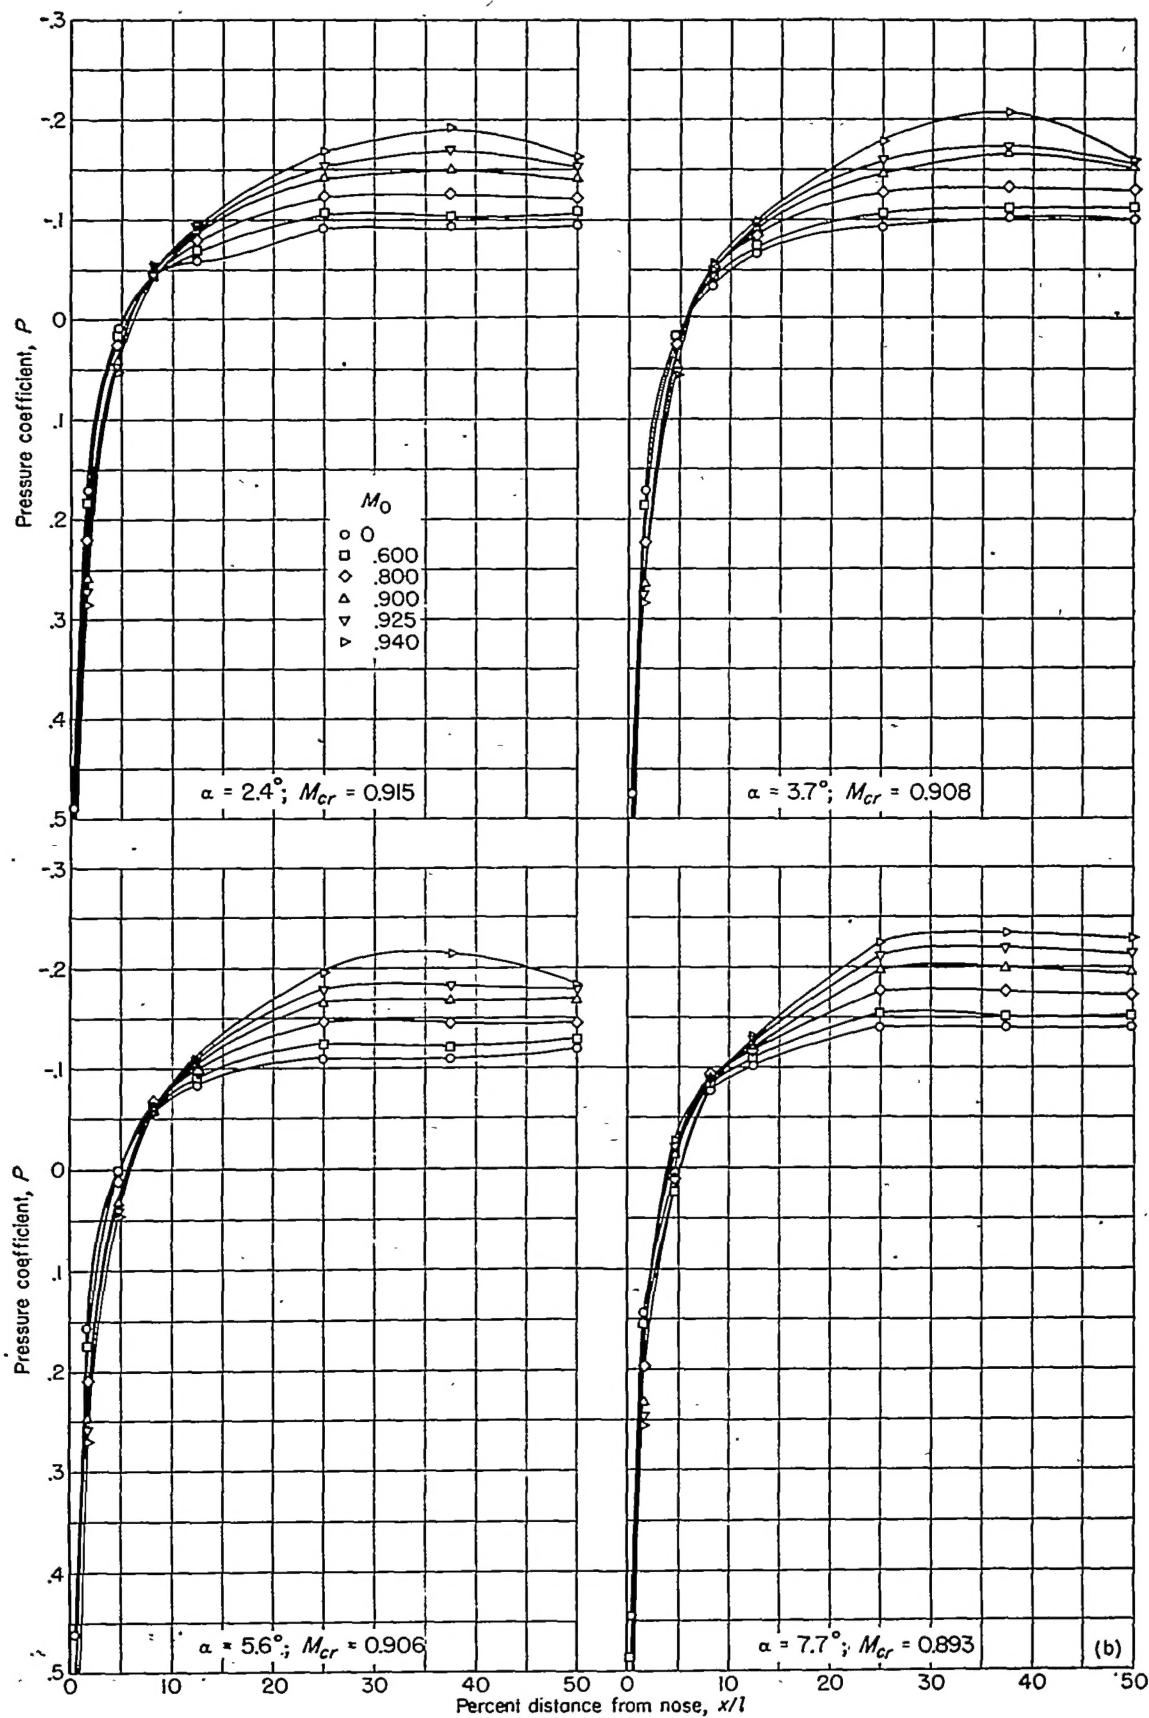 -.3
-.2
-.1
0
.1
.2
.3
.4
.5
Pressure coefficient, P
M0
0
.600
.800
.900
.925
.940
α = 2.4°; Mcr = 0.915
α = 3.7°; Mcr = 0.908
-.3
-.2
-.1
0
.1
.2
.3
.4
.5
Pressure coefficient, P
α = 5.6°; Mcr = 0.906
α = 7.7°; Mcr = 0.893
(b)
0 10 20 30 40 50 0 10 20 30 40 50
Percent distance from nose, x/l